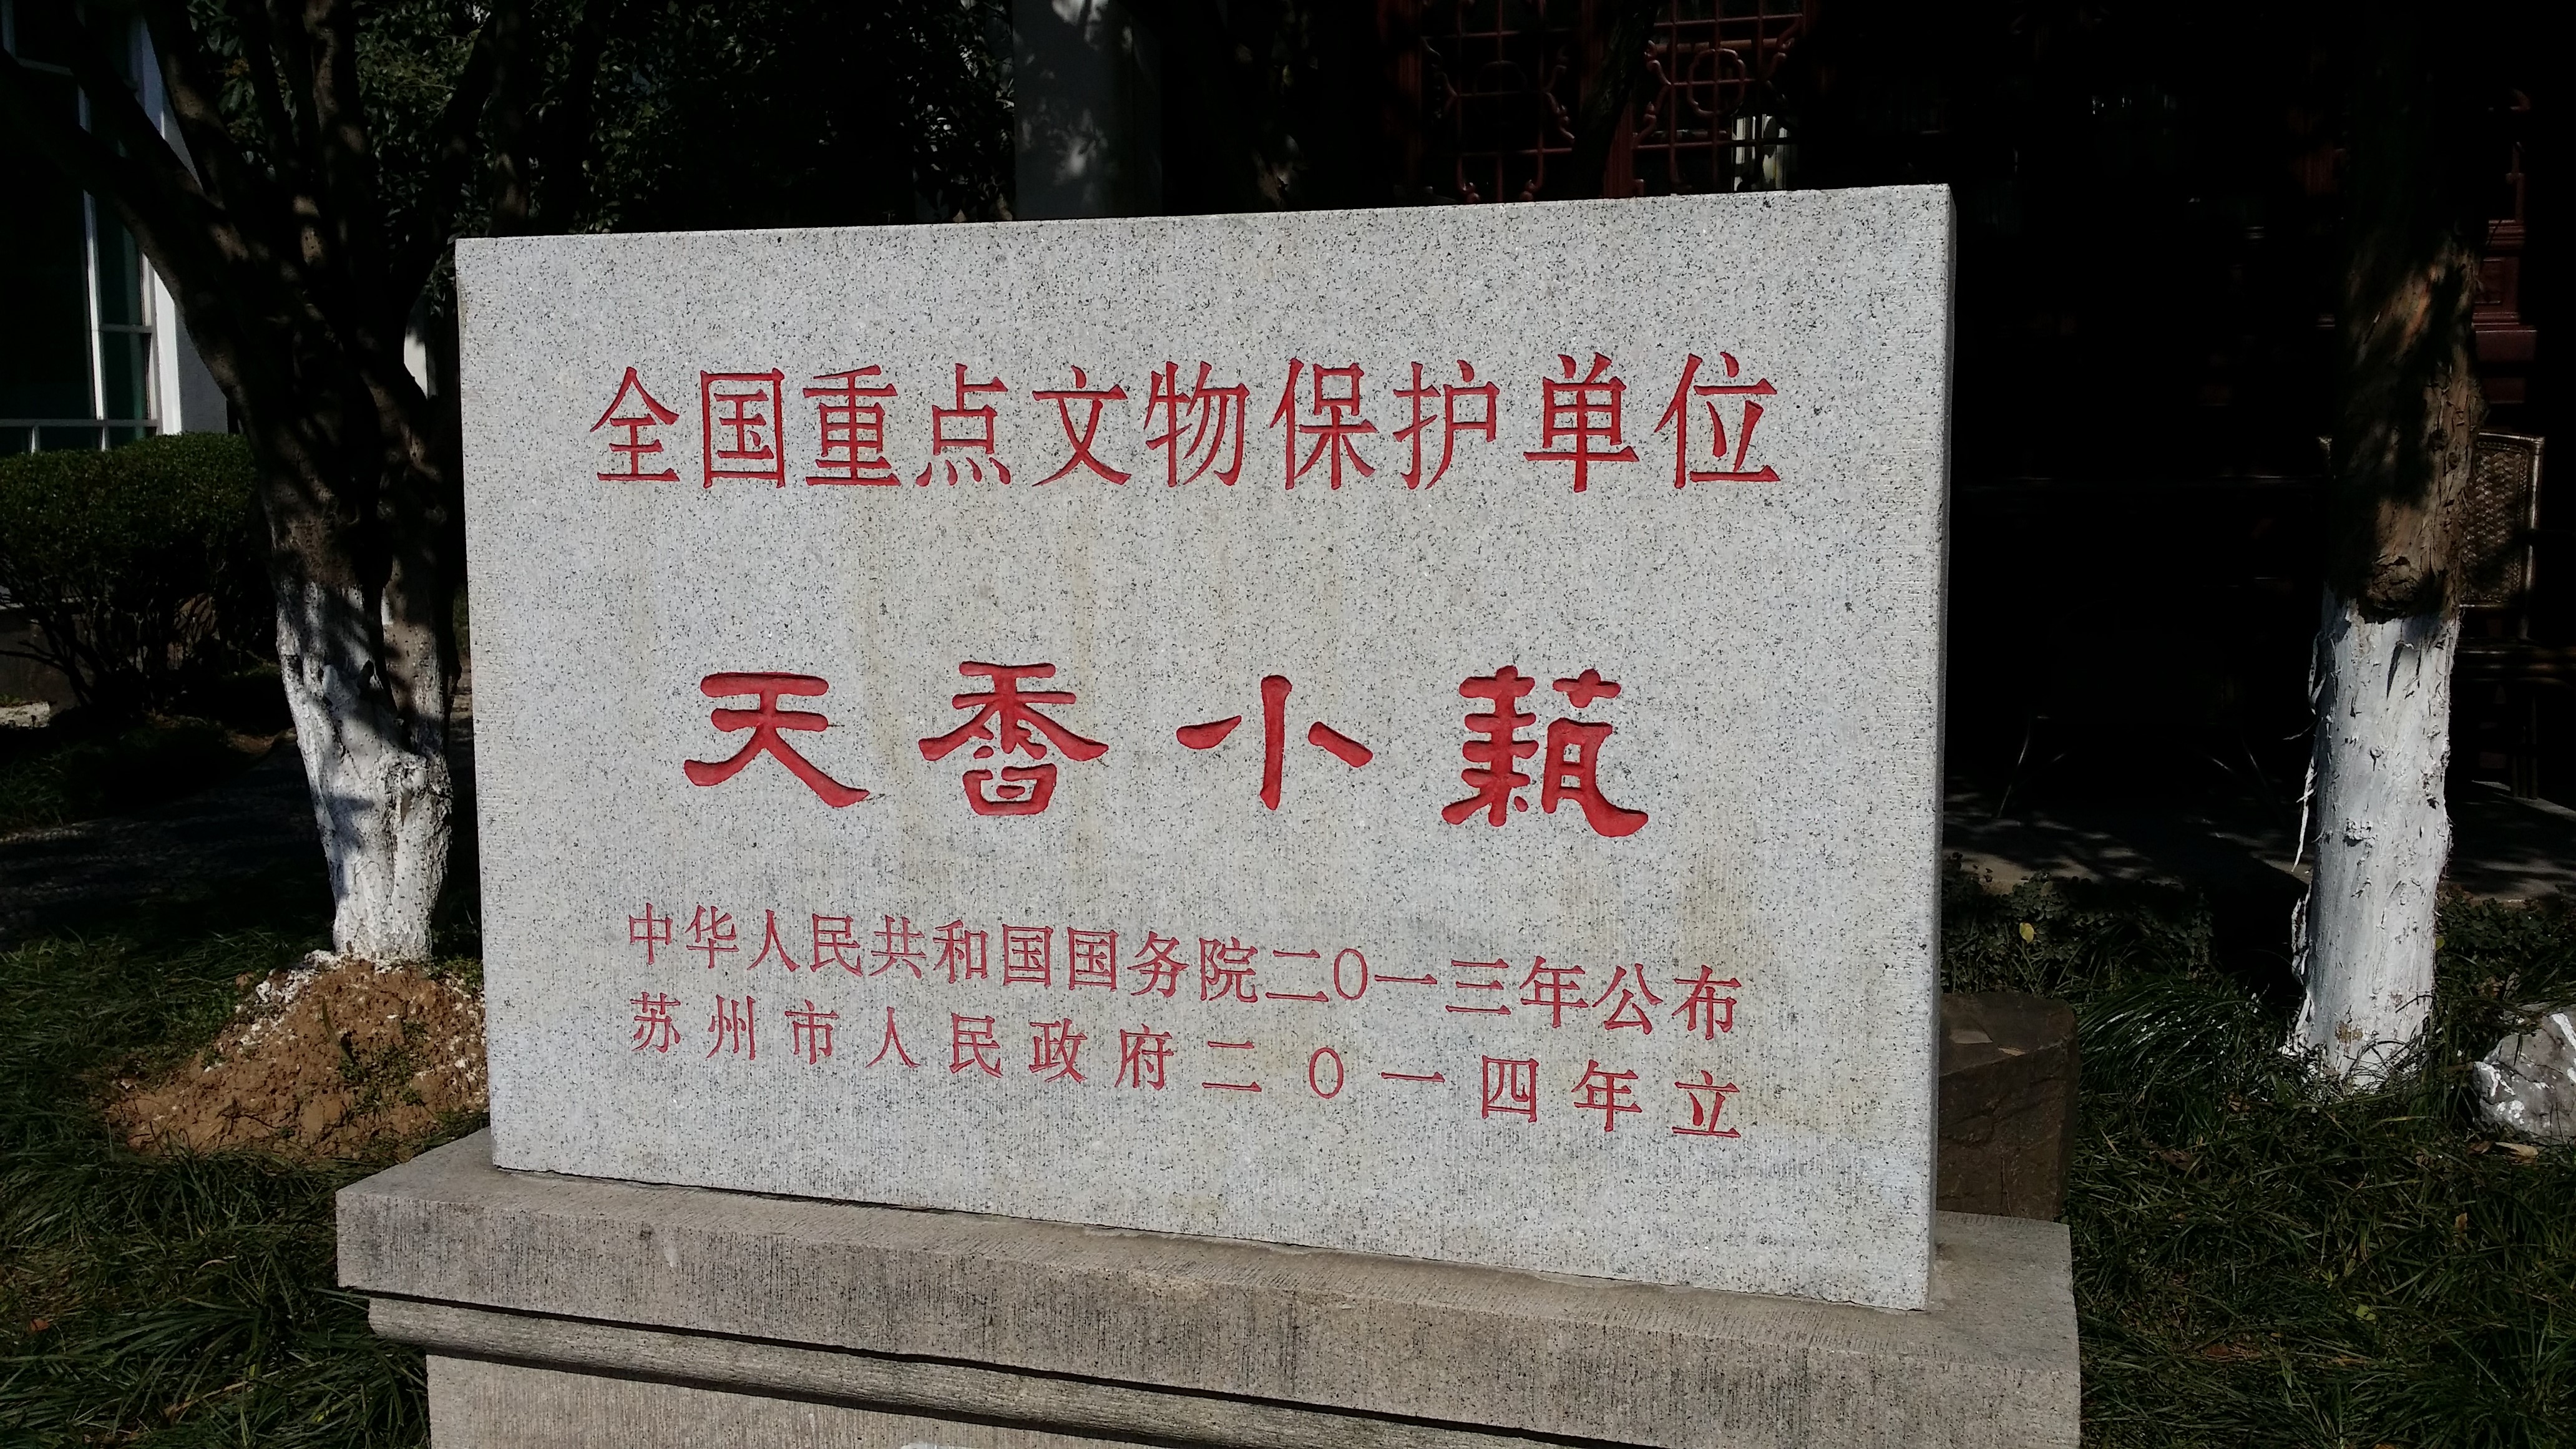 全国重点文物保护单位
天香小蓺
中华人民共和国国务院二〇一三年公布
苏州市人民政府二〇一四年立